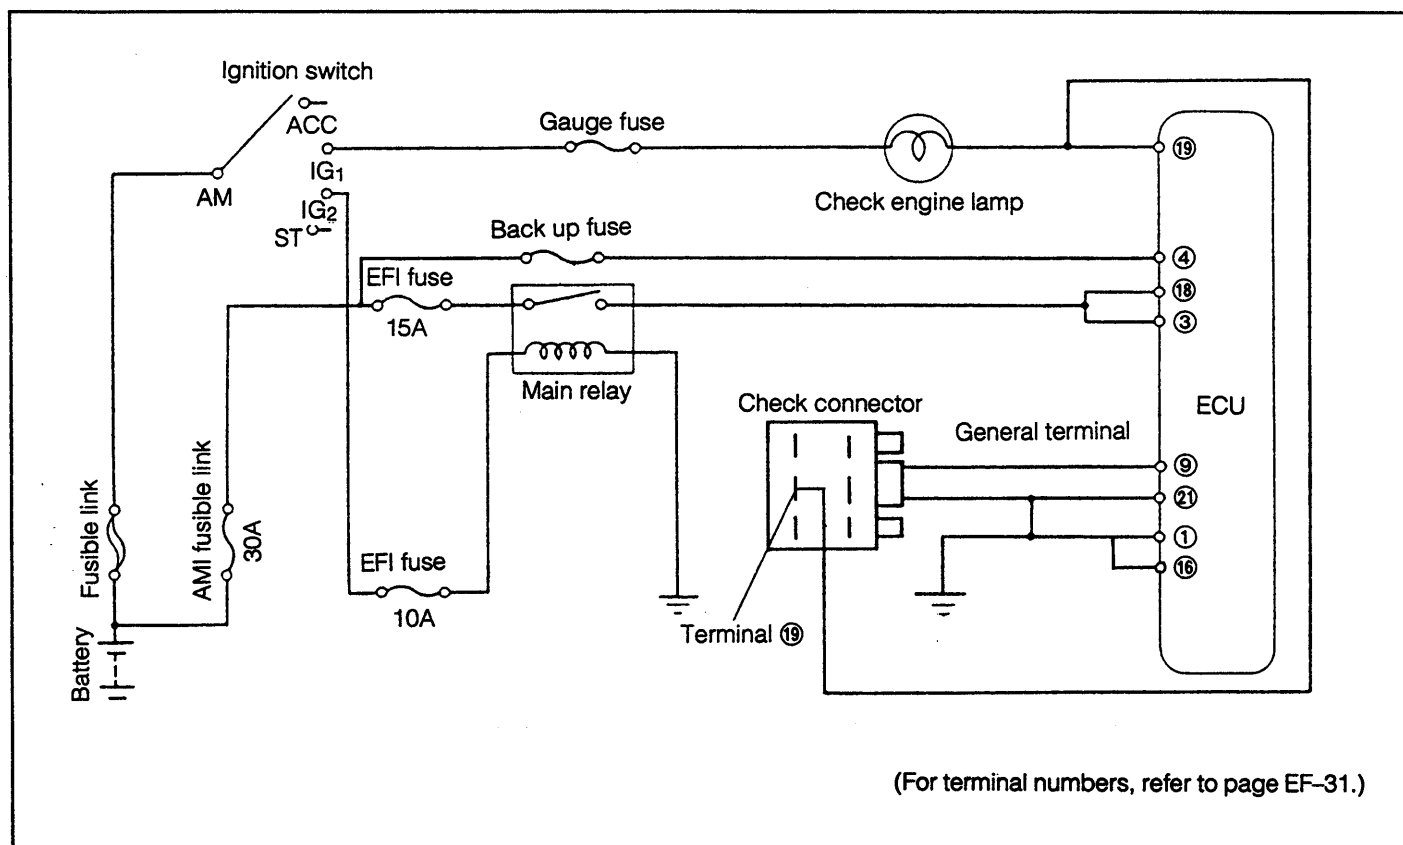 Ignition switch
ACC
AM
IG1
IG2
ST
Gauge fuse
Check engine lamp
⑲
Back up fuse
④
EFI fuse
15A
⑱
③
Main relay
ECU
Check connector
General terminal
⑨
㉑
①
⑯
Fusible link
AMI fusible link
30A
EFI fuse
10A
Terminal ⑲
Battery
(For terminal numbers, refer to page EF–31.)